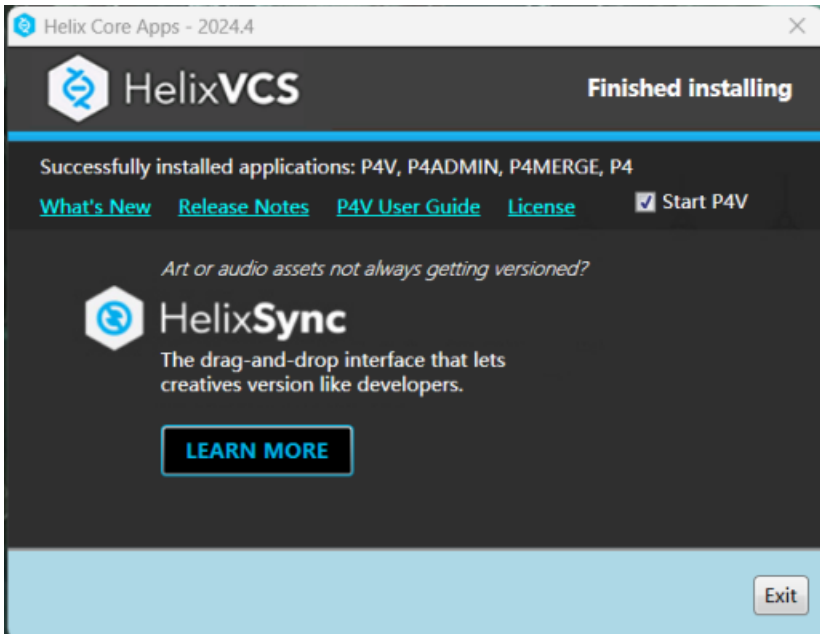 Helix Core Apps - 2024.4
HelixVCS
Finished installing
Successfully installed applications: P4V, P4ADMIN, P4MERGE, P4
What's New Release Notes P4V User Guide License Start P4V
Art or audio assets not always getting versioned?
HelixSync
The drag-and-drop interface that lets
creatives version like developers.
LEARN MORE
Exit